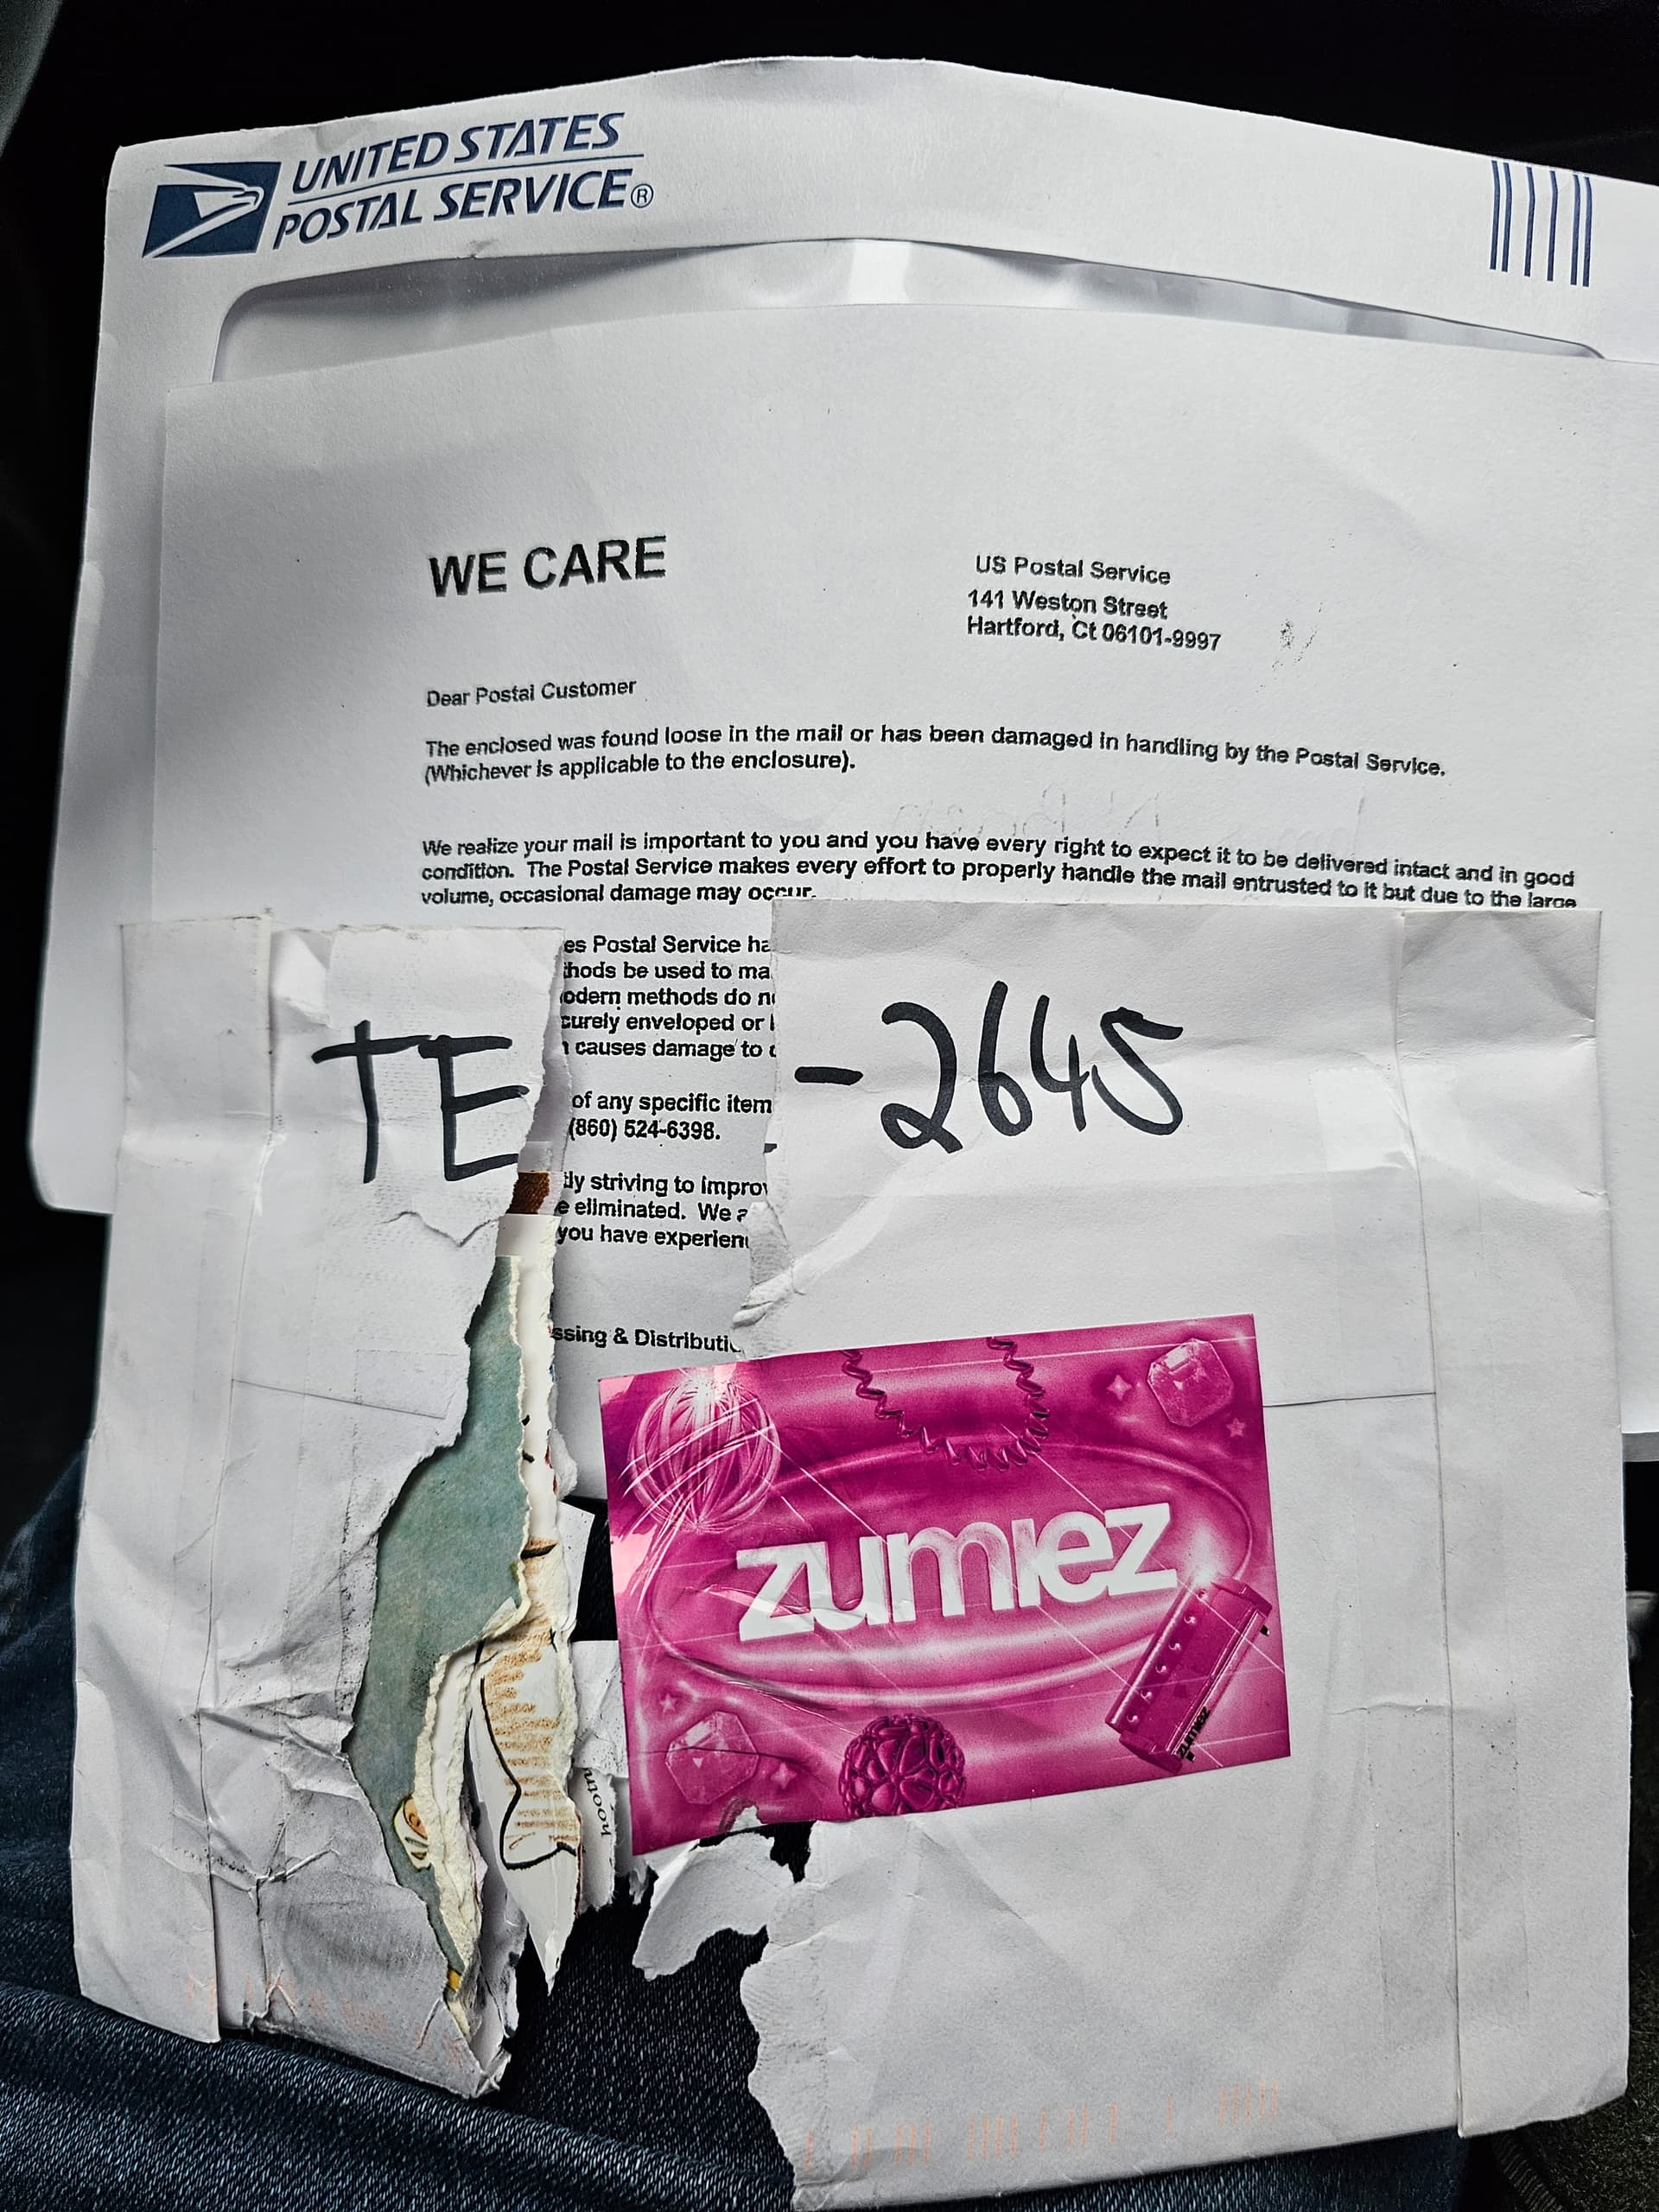 UNITED STATES
POSTAL SERVICE®
WE CARE
US Postal Service
141 Weston Street
Hartford, Ct 06101-9997
Dear Postal Customer
The enclosed was found loose in the mail or has been damaged in handling by the Postal Service.
(Whichever is applicable to the enclosure).
We realize your mail is important to you and you have every right to expect it to be delivered intact and in good
condition. The Postal Service makes every effort to properly handle the mail entrusted to it but due to the large
volume, occasional damage may occur.
es Postal Service ha
thods be used to ma
odern methods do n
curely enveloped or
causes damage to
of any specific item
(860) 524-6398.
tly striving to improv
e eliminated. We a
you have experien
ssing & Distributi
TE -2645
zumiez
zumiez